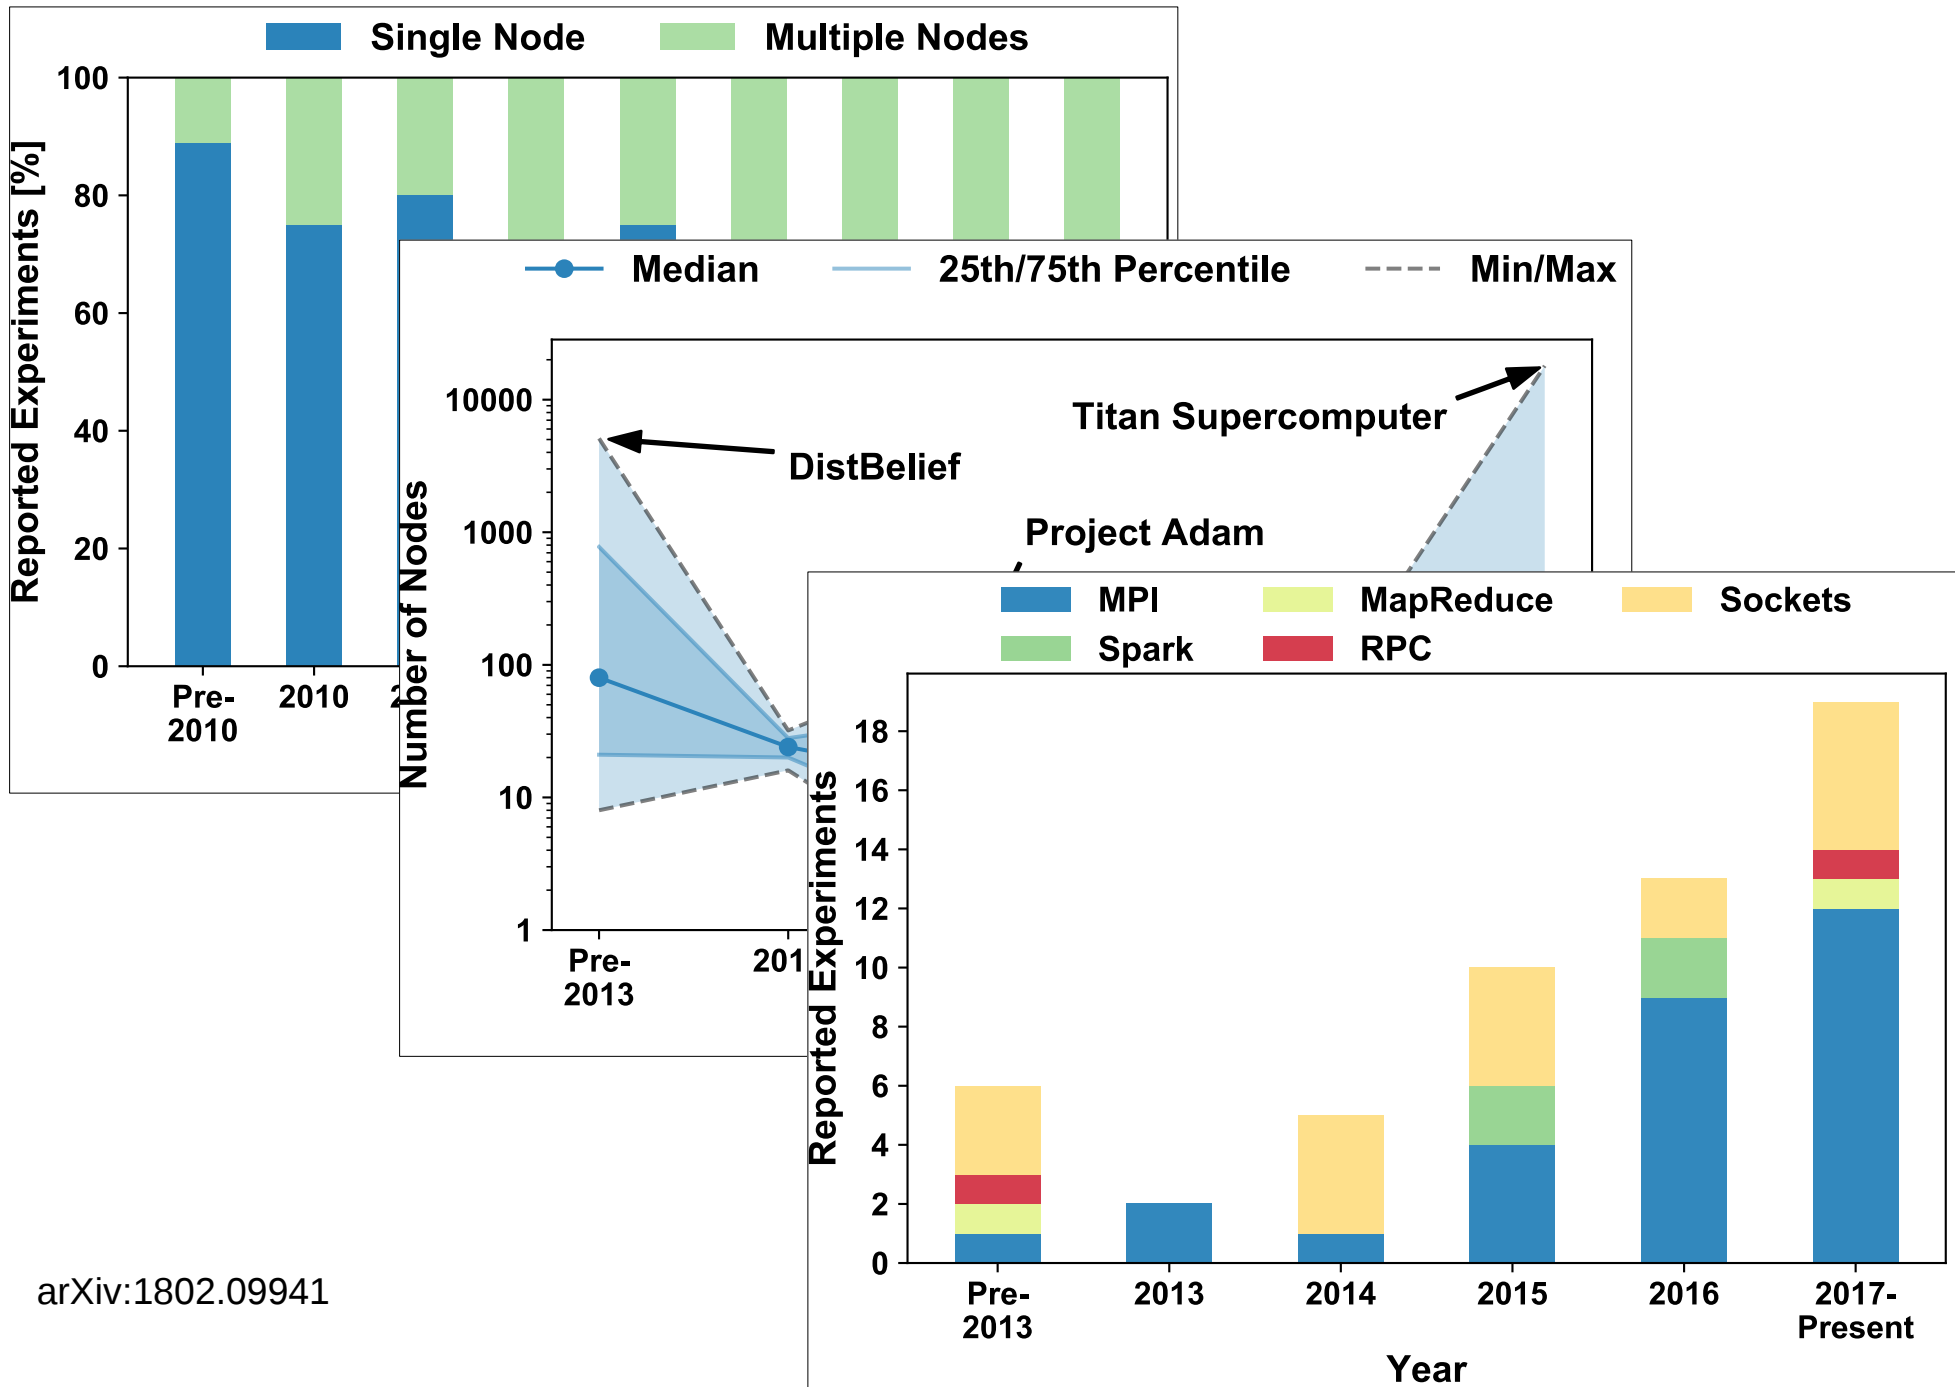 Single Node Multiple Nodes
Reported Experiments [%]
100
80
60
40
20
0
Pre-
2010
2010
Median 25th/75th Percentile Min/Max
Number of Nodes
10000
1000
100
10
1
DistBelief
Titan Supercomputer
Project Adam
Pre-
2013
201
MPI MapReduce Sockets
Spark RPC
Reported Experiments
18
16
14
12
10
8
6
4
2
0
Pre-
2013
2013
2014
2015
2016
2017-
Present
Year
arXiv:1802.09941